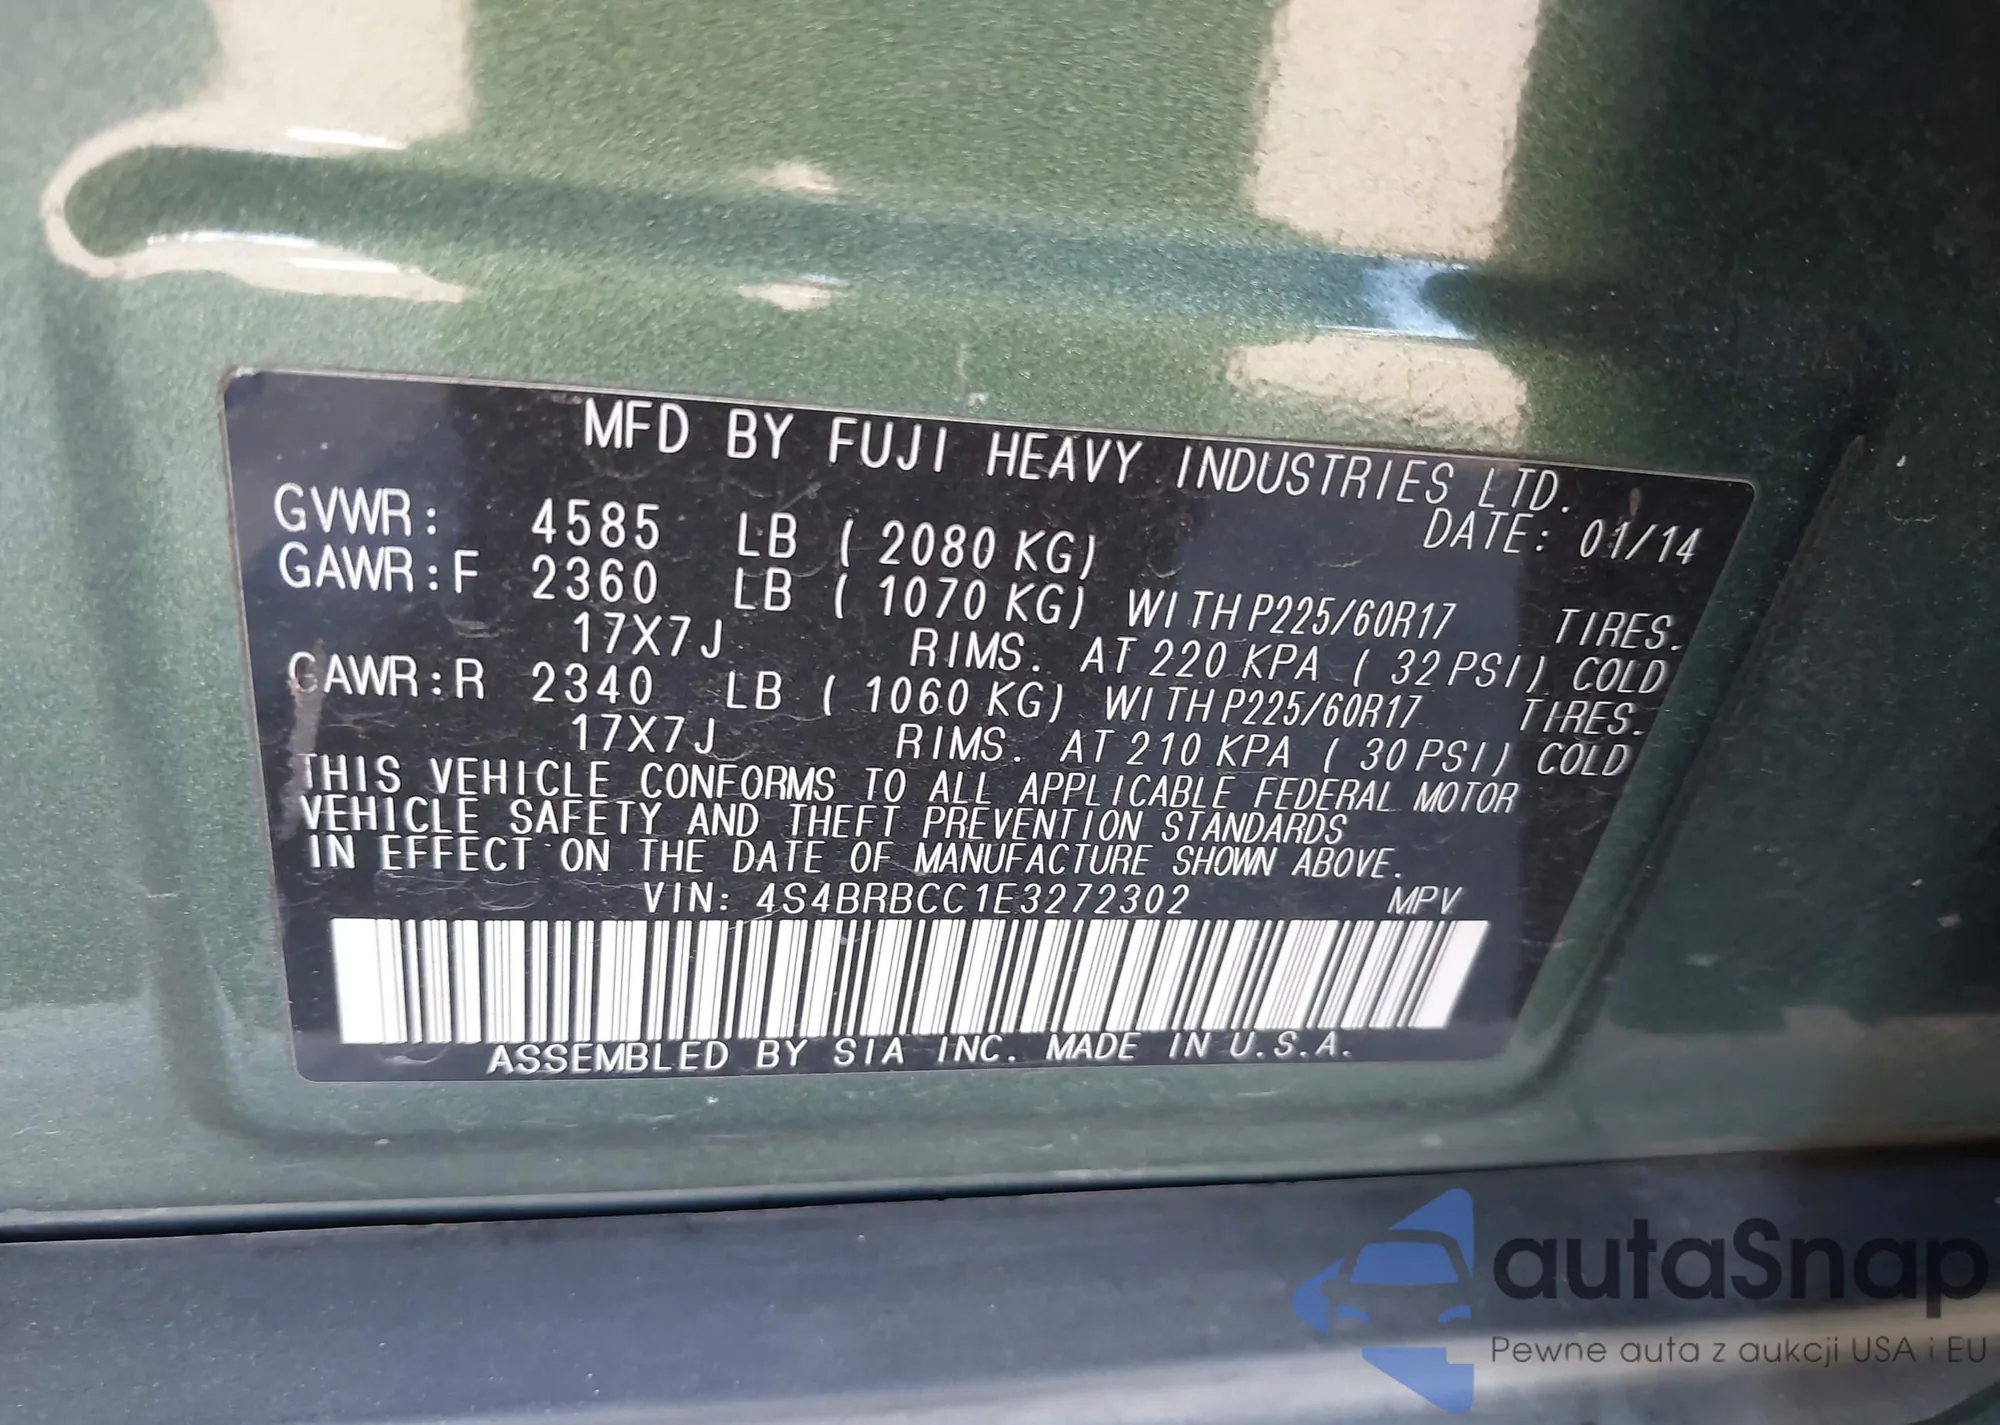 MFD BY FUJI HEAVY INDUSTRIES LTD.
DATE: 01/14
GVWR: 4585 LB ( 2080 KG)
GAWR:F 2360 LB ( 1070 KG) WITH P225/60R17 TIRES.
17X7J RIMS. AT 220 KPA ( 32 PSI) COLD
GAWR:R 2340 LB ( 1060 KG) WITH P225/60R17 TIRES.
17X7J RIMS. AT 210 KPA ( 30 PSI) COLD
THIS VEHICLE CONFORMS TO ALL APPLICABLE FEDERAL MOTOR
VEHICLE SAFETY AND THEFT PREVENTION STANDARDS
IN EFFECT ON THE DATE OF MANUFACTURE SHOWN ABOVE.
VIN: 4S4BRBCC1E3272302 MPV
ASSEMBLED BY SIA INC. MADE IN U.S.A.
autaSnap
Pewne auta z aukcji USA i EU